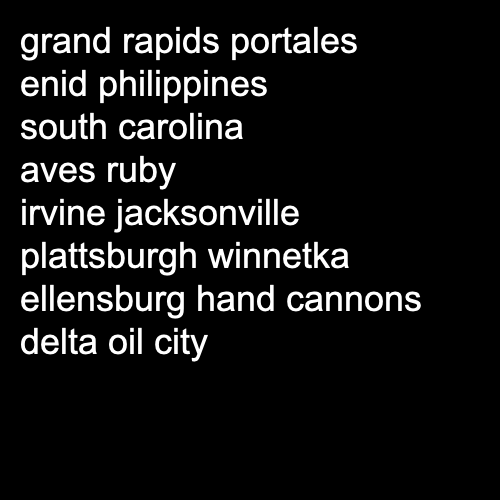 grand rapids portales
enid philippines
south carolina
aves ruby
irvine jacksonville
plattsburgh winnetka
ellensburg hand cannons
delta oil city